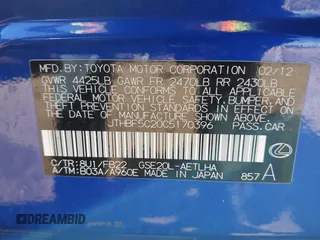 MFD.BY:TOYOTA MOTOR CORPORATION 02/12
GVWR 4425LB GAWR FR 2470LB RR 2430LB
THIS VEHICLE CONFORMS TO ALL APPLICABLE
FEDERAL MOTOR VEHICLE SAFETY, BUMPER, AND
THEFT PREVENTION STANDARDS IN EFFECT ON
THE DATE OF MANUFACTURE SHOWN ABOVE.
JTHBF5C20C5170396 PASS.CAR
C/TR:8U1/FB22 GSE20L-AETLHA
A/TM:B03A/A960E MADE IN JAPAN 857 A
DREAMBID